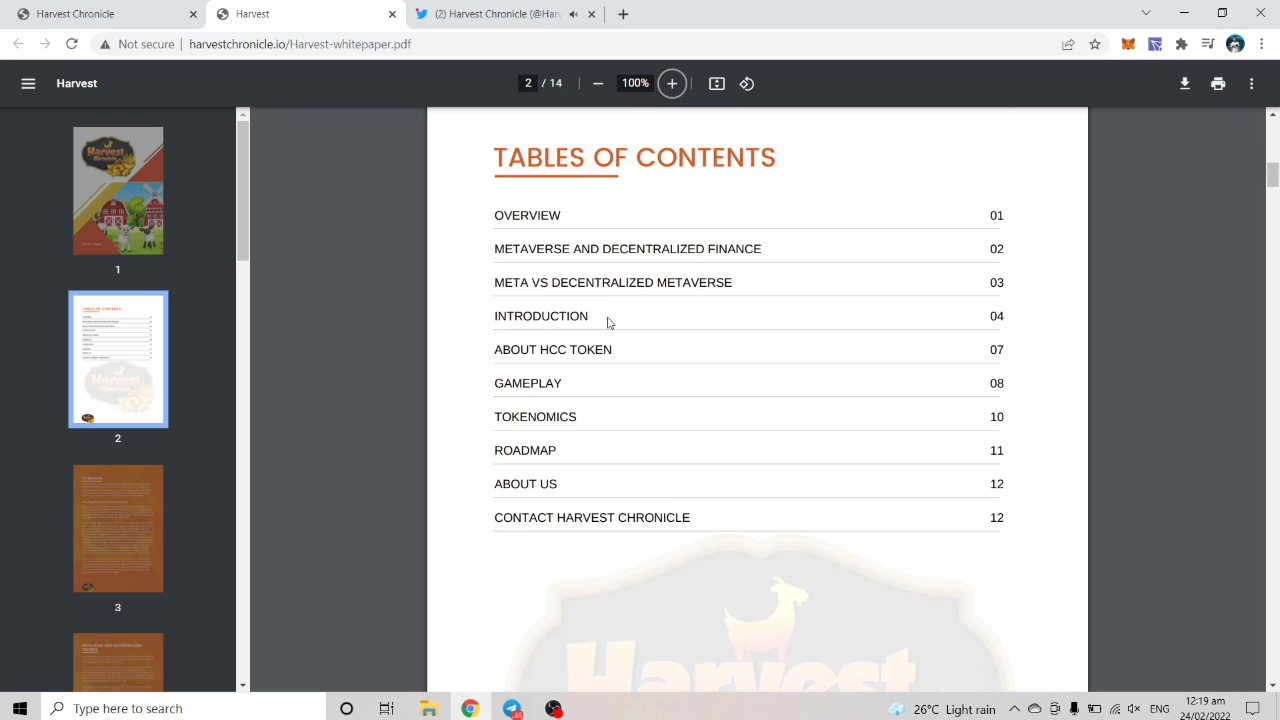 Harvest Chronicle
Harvest
(2) Harvest Chronicle (@Har
Not secure
harvestchronicle.io/Harvest-whitepaper.pdf
Harvest
2 / 14
100%
Harvest
Chronicle
1
2
3
TABLES OF CONTENTS
OVERVIEW 01
METAVERSE AND DECENTRALIZED FINANCE 02
META VS DECENTRALIZED METAVERSE 03
INTRODUCTION 04
ABOUT HCC TOKEN 07
GAMEPLAY 08
TOKENOMICS 10
ROADMAP 11
ABOUT US 12
CONTACT HARVEST CHRONICLE 12
Type here to search
26°C Light rain
ENG
12:19 am
24/02/2022